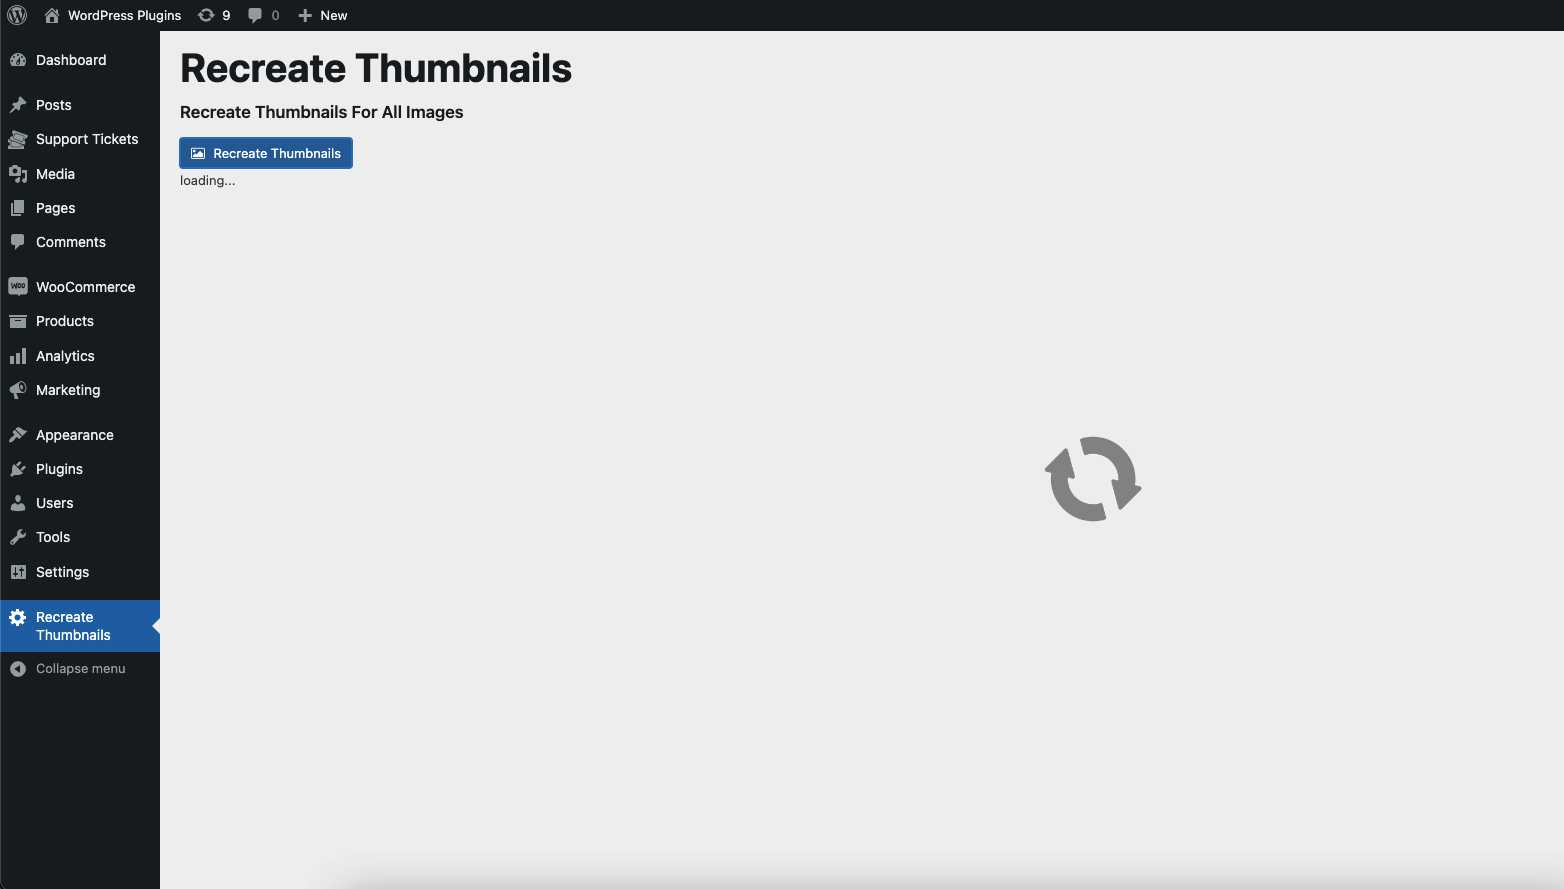 WordPress Plugins 9 0 New
Dashboard
Posts
Support Tickets
Media
Pages
Comments
Woo WooCommerce
Products
Analytics
Marketing
Appearance
Plugins
Users
Tools
Settings
Recreate
Thumbnails
Collapse menu
Recreate Thumbnails
Recreate Thumbnails For All Images
Recreate Thumbnails
loading...